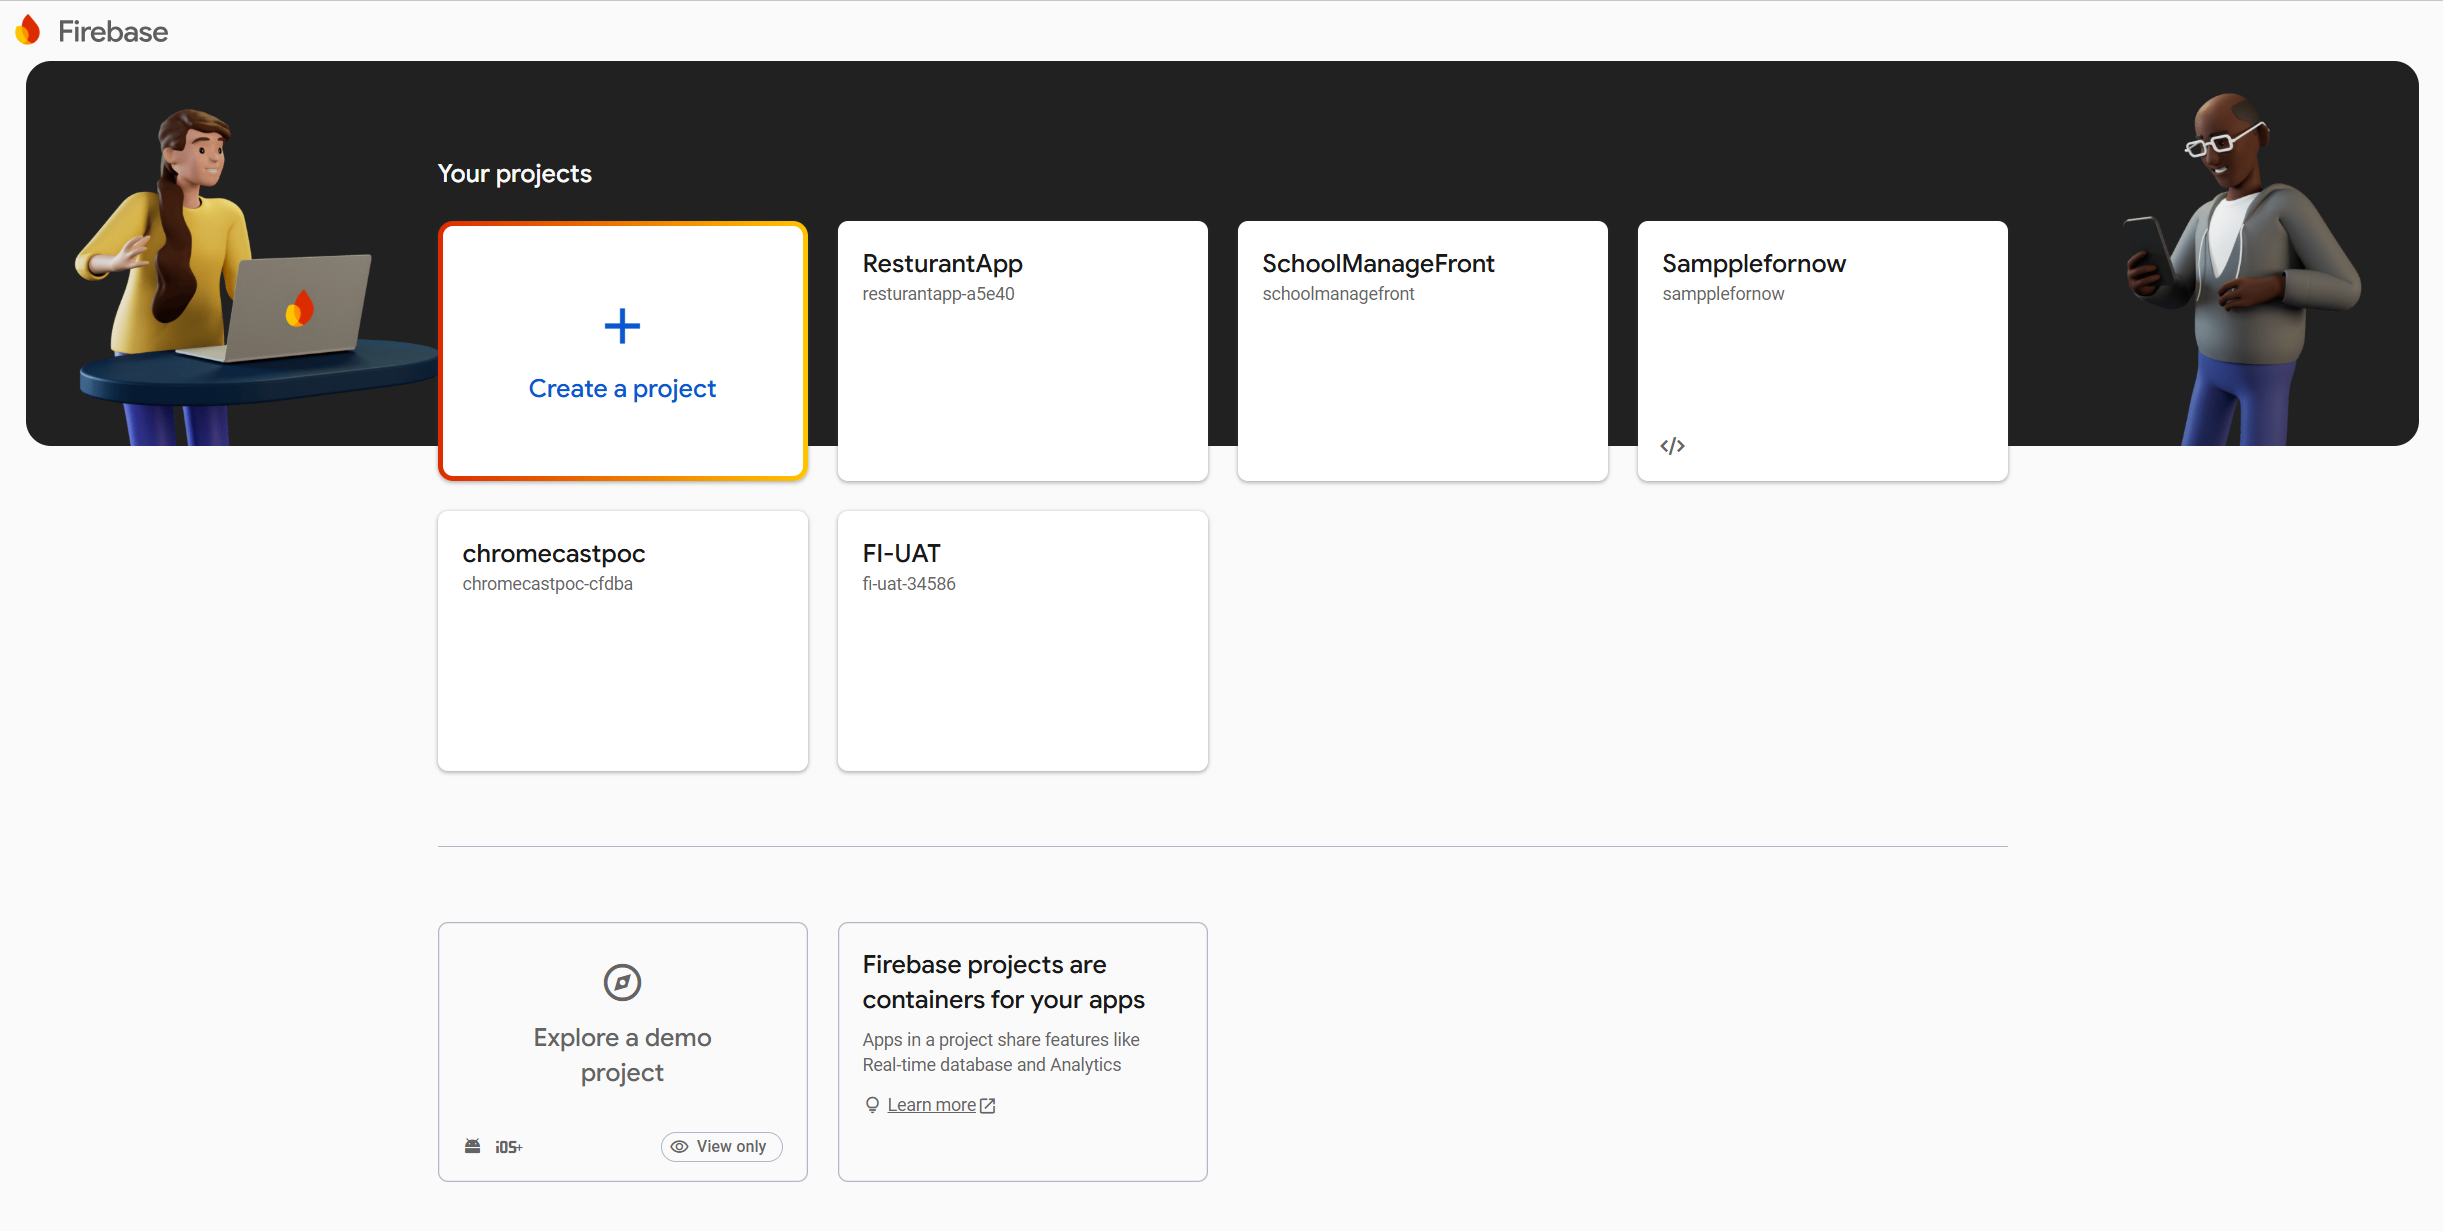 Firebase
Your projects
Create a project
ResturantApp
resturantapp-a5e40
SchoolManageFront
schoolmanagefront
Sampplefornow
sampplefornow
chromecastpoc
chromecastpoc-cfdba
FI-UAT
fi-uat-34586
Explore a demo
project
iOS+
View only
Firebase projects are
containers for your apps
Apps in a project share features like
Real-time database and Analytics
Learn more